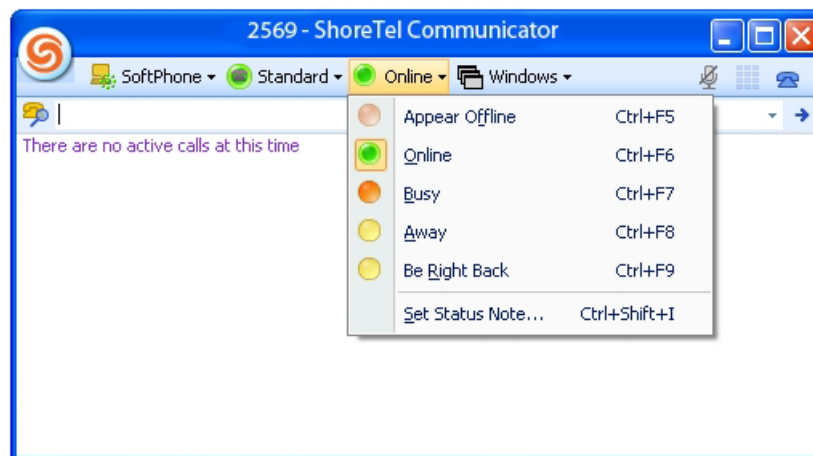 2569 - ShoreTel Communicator
SoftPhone Standard Online Windows
There are no active calls at this time
Appear Offline Ctrl+F5
Online Ctrl+F6
Busy Ctrl+F7
Away Ctrl+F8
Be Right Back Ctrl+F9
Set Status Note... Ctrl+Shift+I